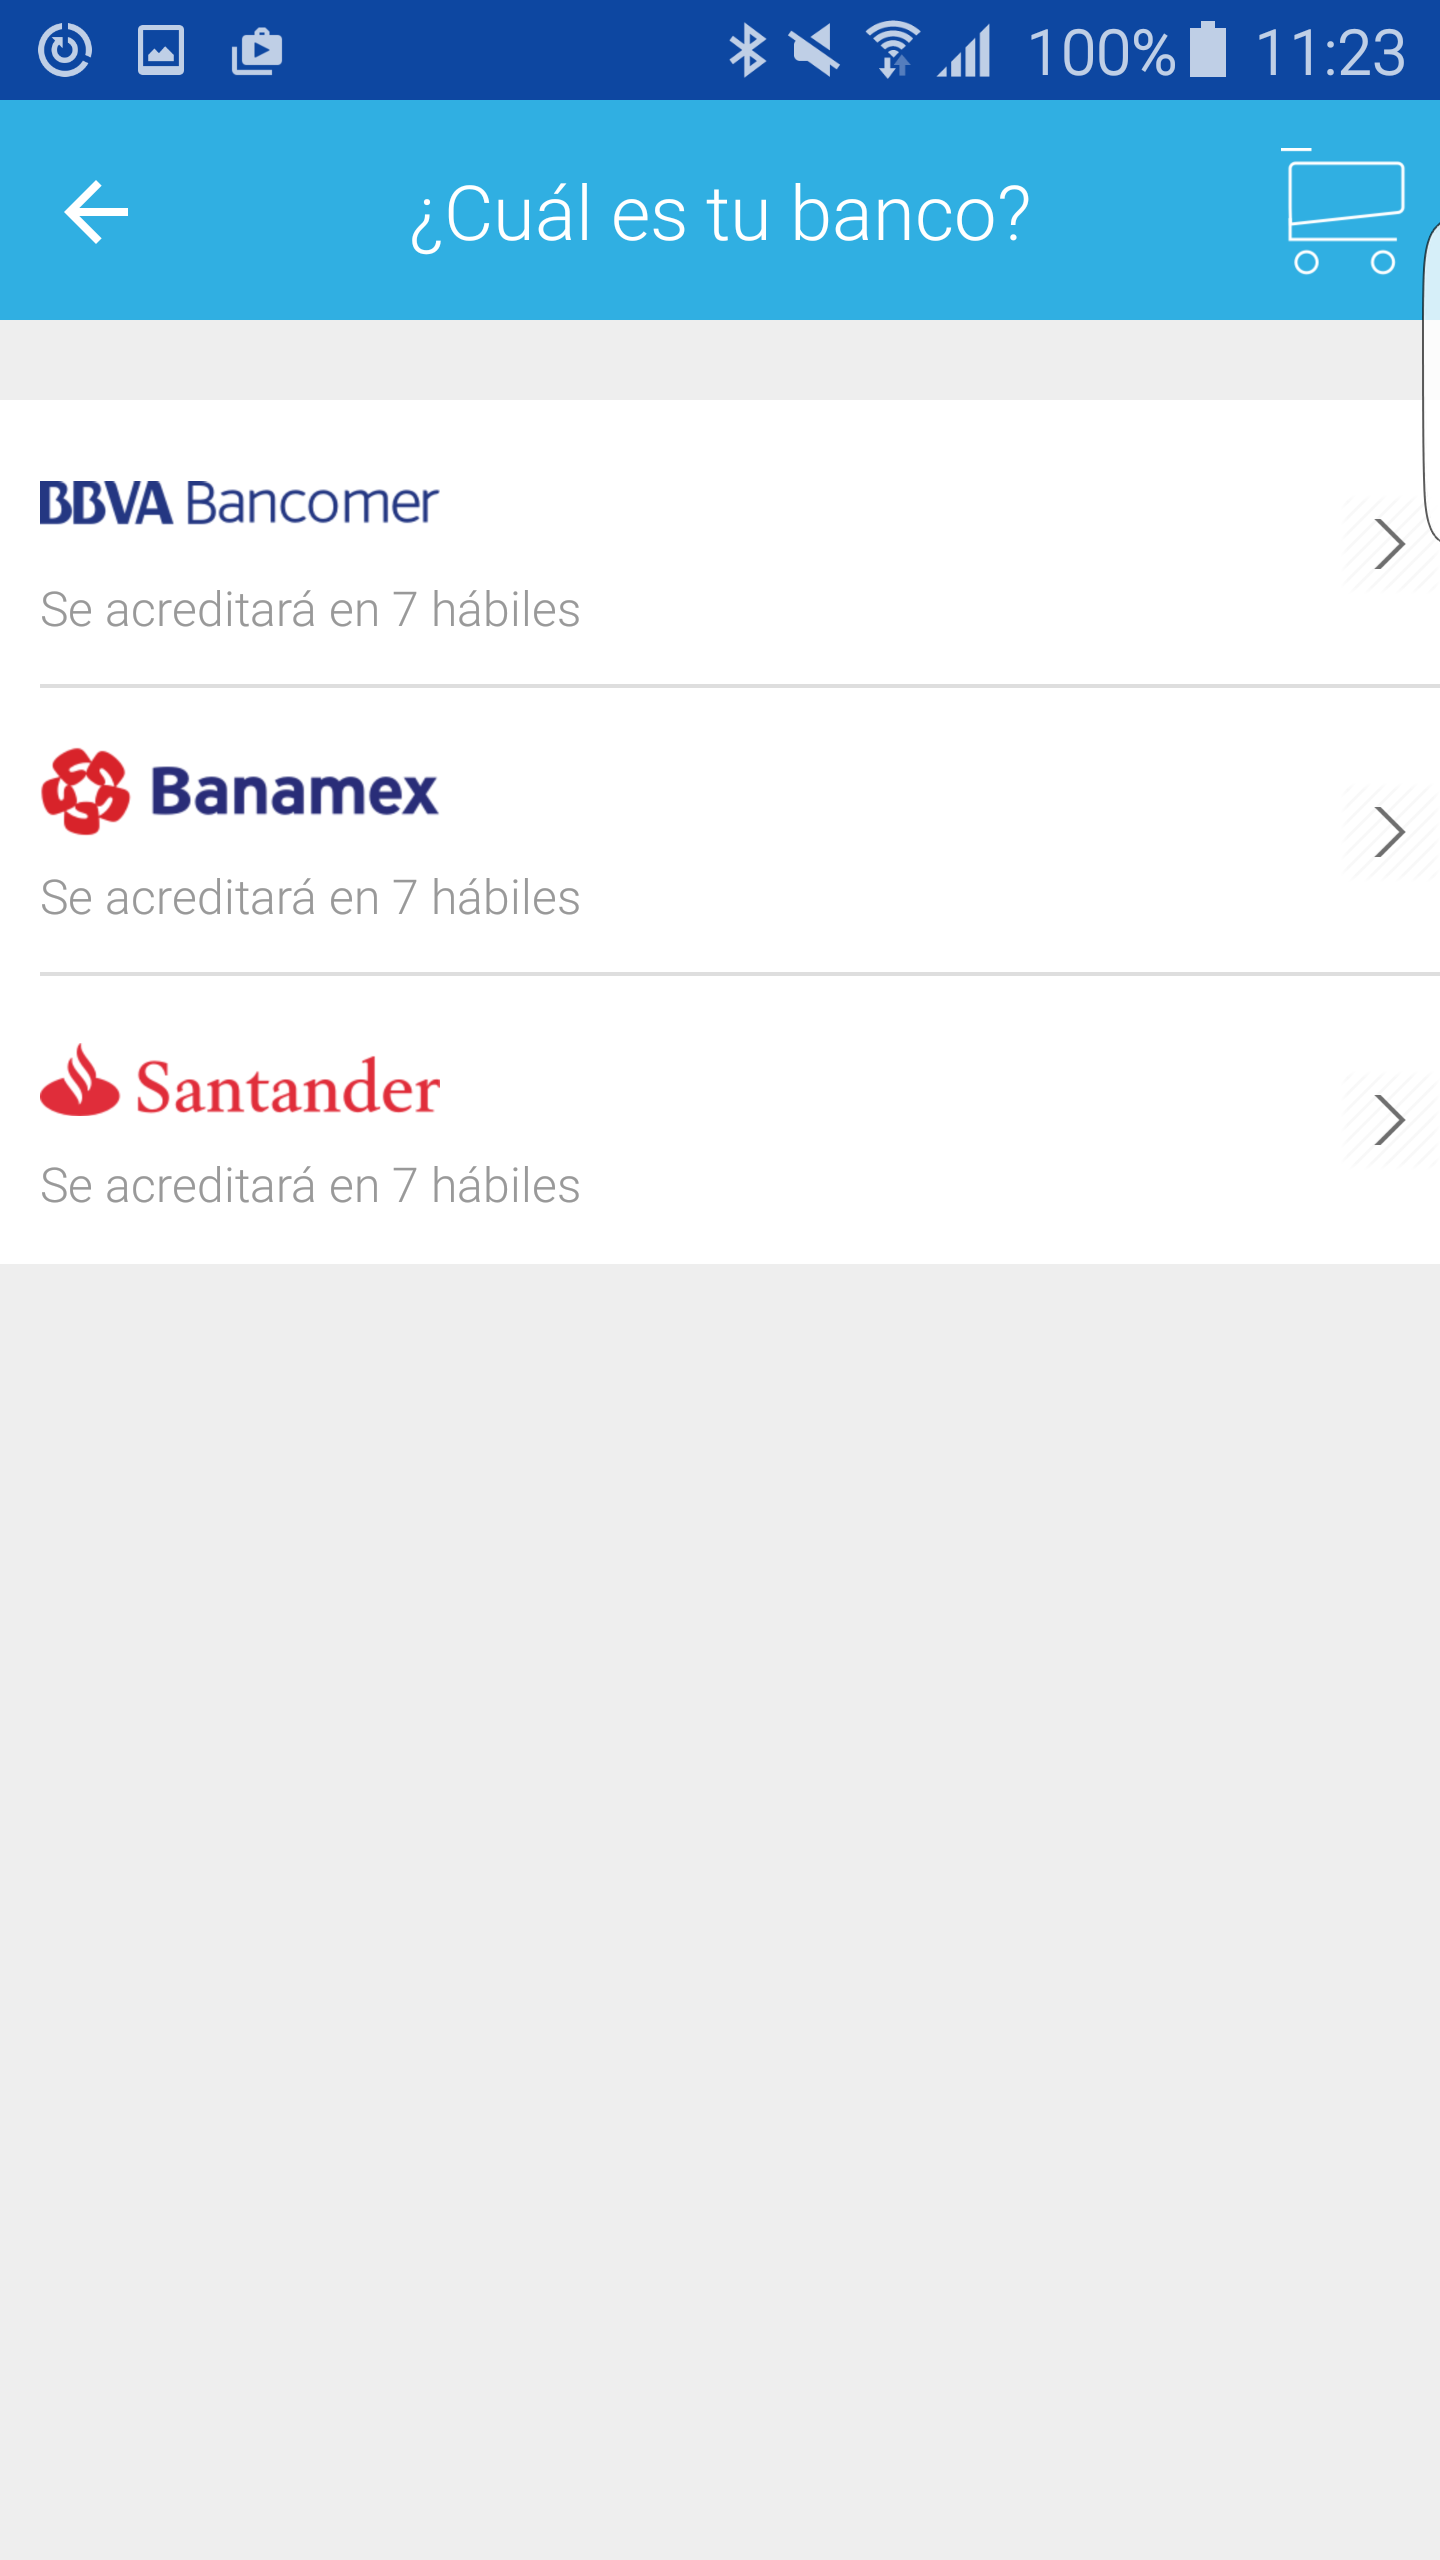 100% 11:23
¿Cuál es tu banco?
BBVA Bancomer
Se acreditará en 7 hábiles
Banamex
Se acreditará en 7 hábiles
Santander
Se acreditará en 7 hábiles